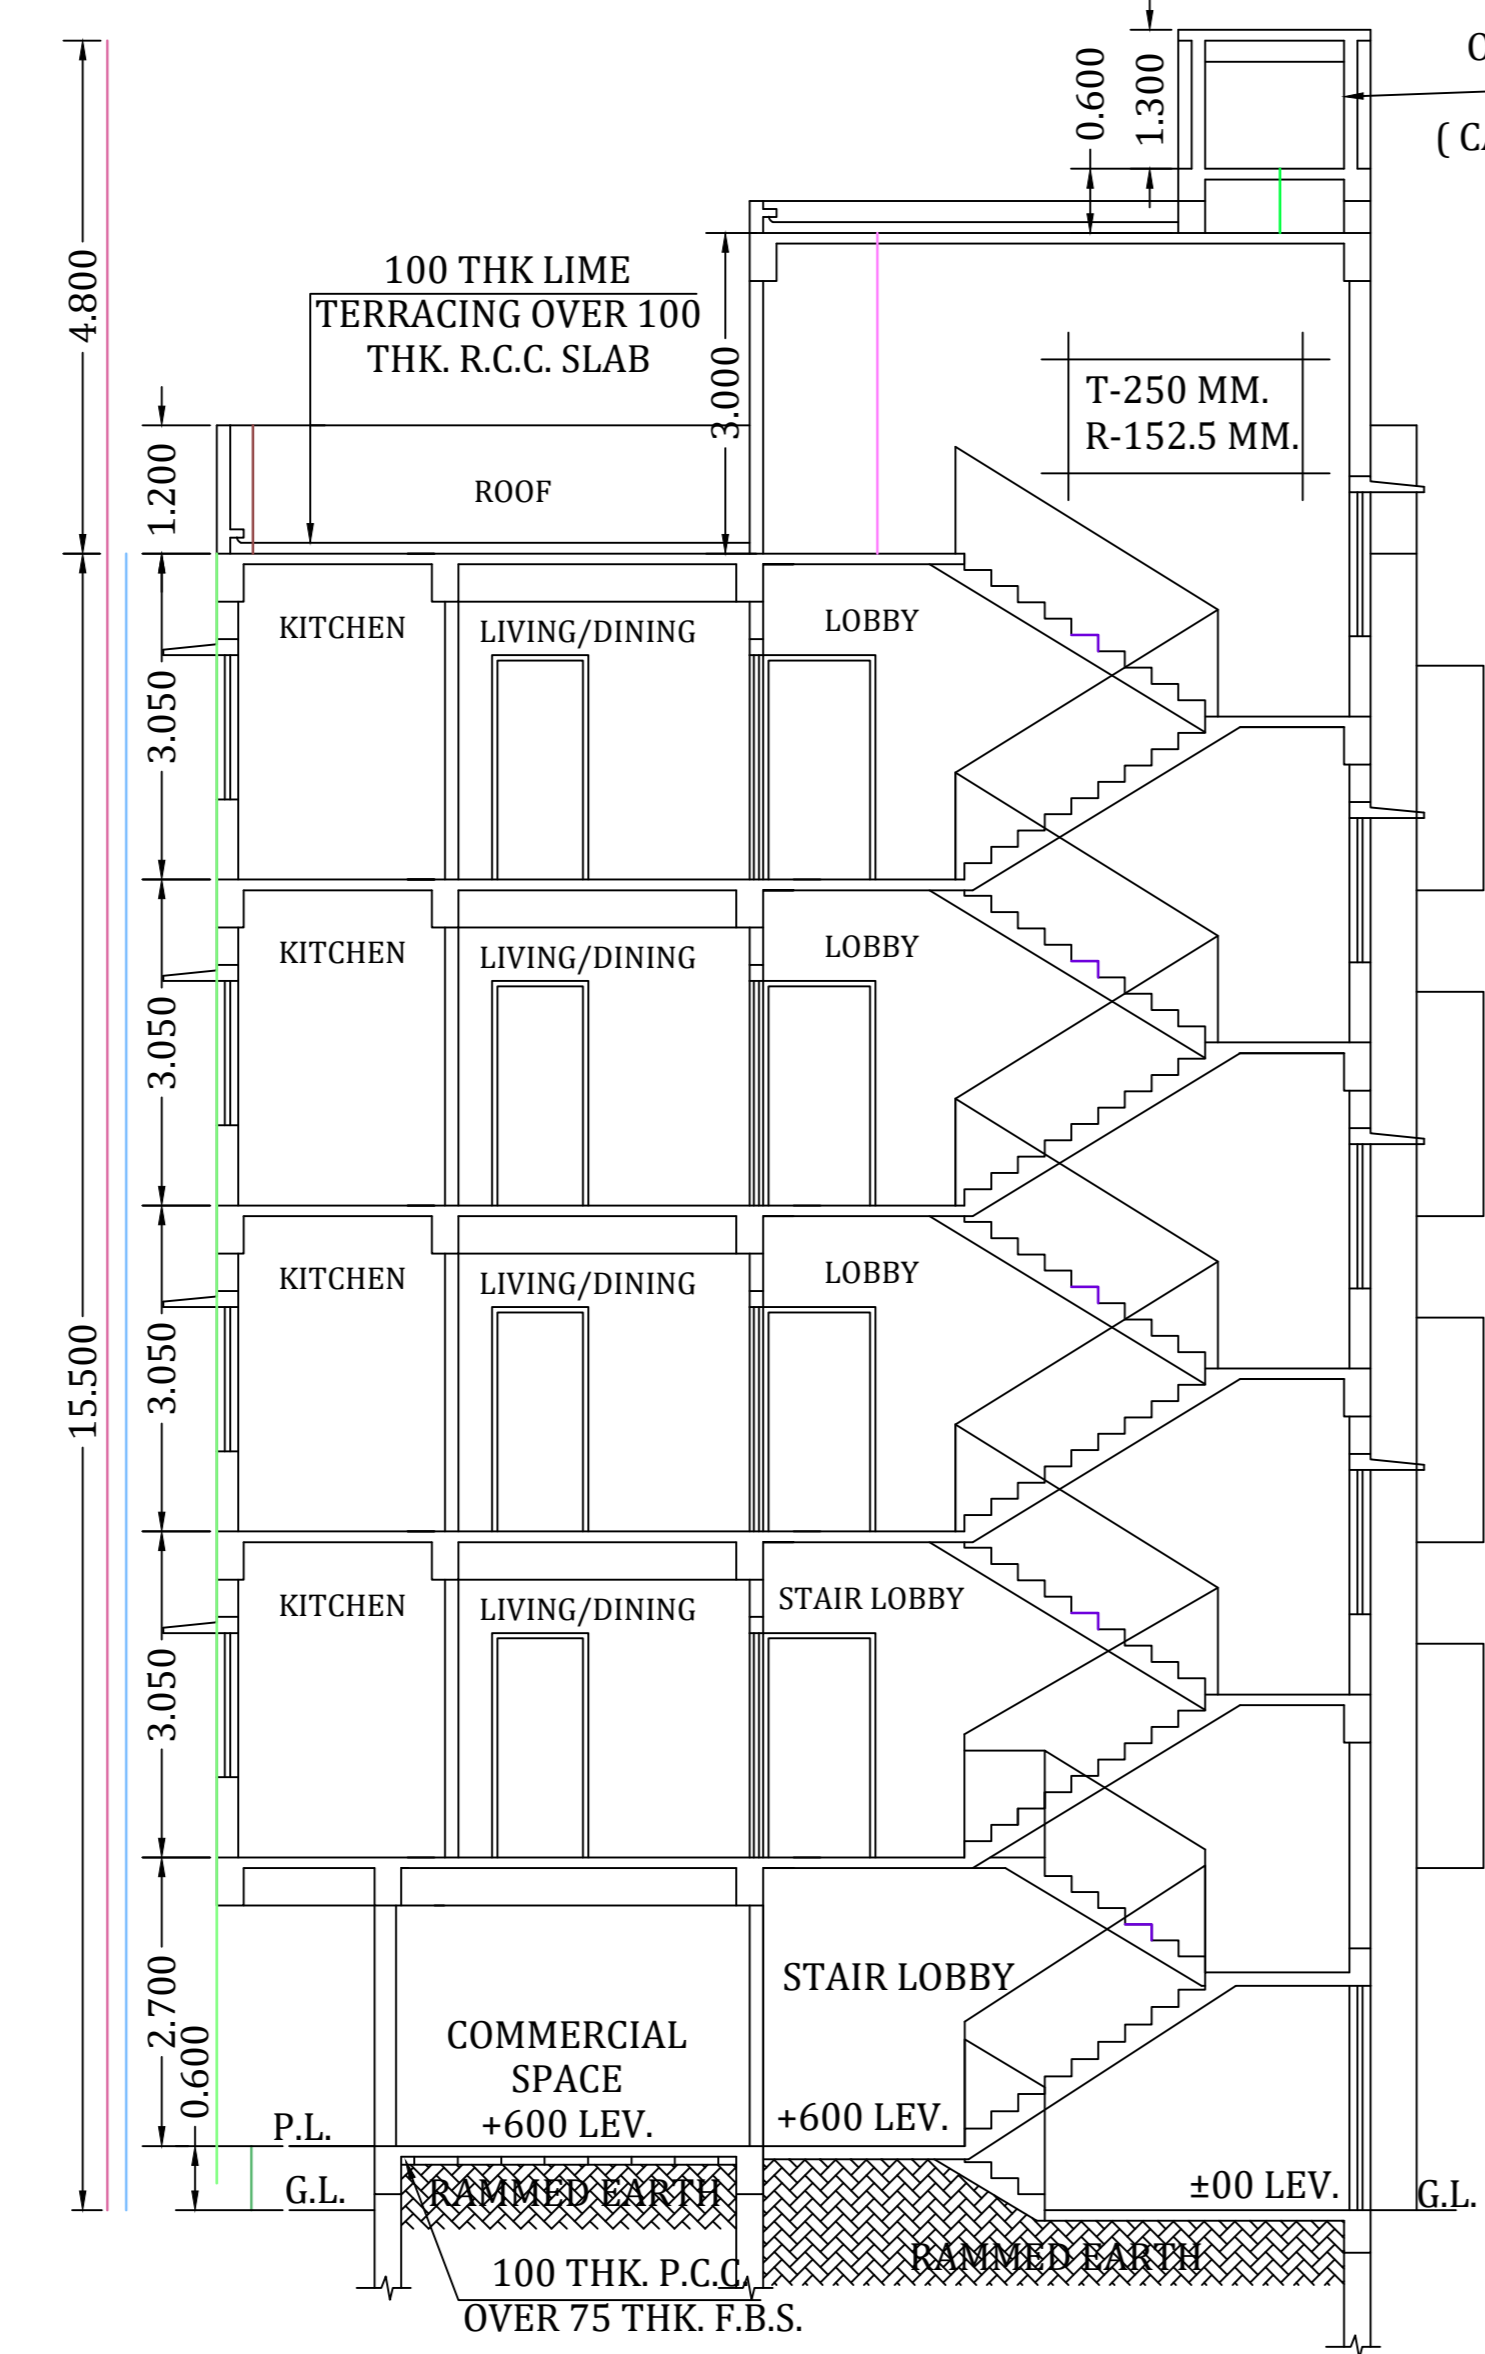 0.600
1.300
( C
4.800
100 THK LIME
TERRACING OVER 100
THK. R.C.C. SLAB
3.000
T-250 MM.
R-152.5 MM.
1.200
ROOF
KITCHEN
LIVING/DINING
LOBBY
3.050
KITCHEN
LIVING/DINING
LOBBY
3.050
KITCHEN
LIVING/DINING
LOBBY
3.050
15.500
KITCHEN
LIVING/DINING
STAIR LOBBY
3.050
STAIR LOBBY
2.700
COMMERCIAL
SPACE
+600 LEV.
+600 LEV.
0.600
P.L.
G.L.
RAMMED EARTH
±00 LEV.
G.L.
RAMMED EARTH
100 THK. P.C.C.
OVER 75 THK. F.B.S.